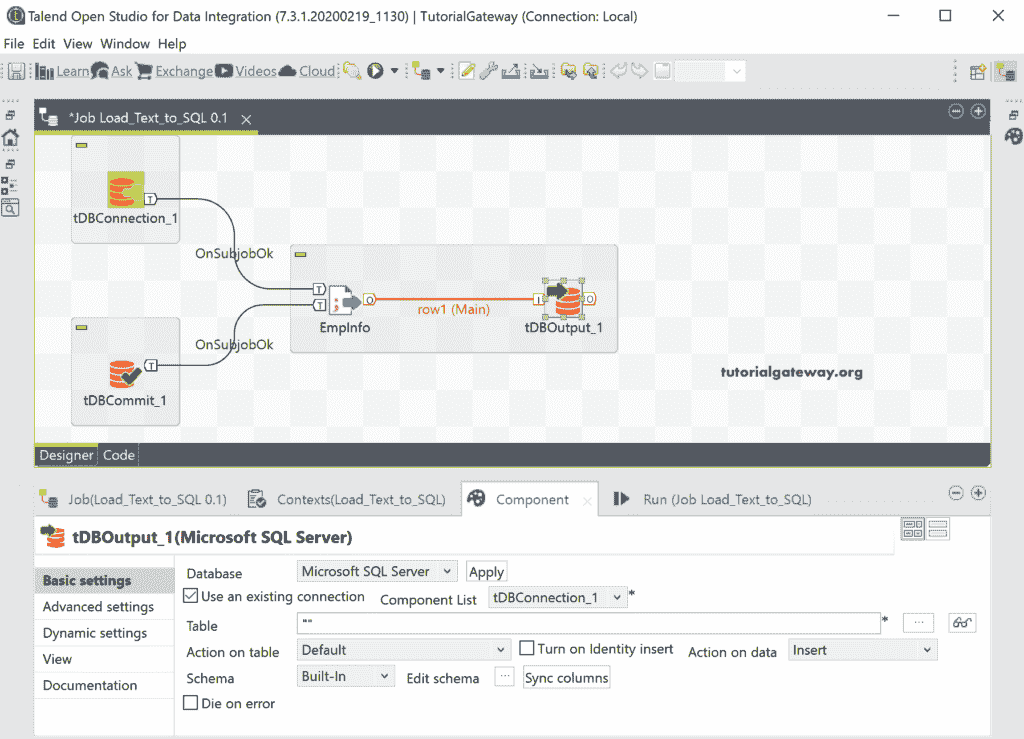 Talend Open Studio for Data Integration (7.3.1.20200219_1130) | TutorialGateway (Connection: Local)
File Edit View Window Help
Learn Ask Exchange Videos Cloud
*Job Load_Text_to_SQL 0.1
T
tDBConnection_1
OnSubjobOk
T
T
O
row1 (Main)
I
O
EmpInfo
tDBOutput_1
OnSubjobOk
T
tDBCommit_1
tutorialgateway.org
Designer Code
Job(Load_Text_to_SQL 0.1) Contexts(Load_Text_to_SQL) Component Run (Job Load_Text_to_SQL)
tDBOutput_1(Microsoft SQL Server)
Basic settings
Advanced settings
Dynamic settings
View
Documentation
Database Microsoft SQL Server Apply
Use an existing connection Component List tDBConnection_1 *
Table "" * ...
Action on table Default Turn on Identity insert Action on data Insert
Schema Built-In Edit schema ... Sync columns
Die on error